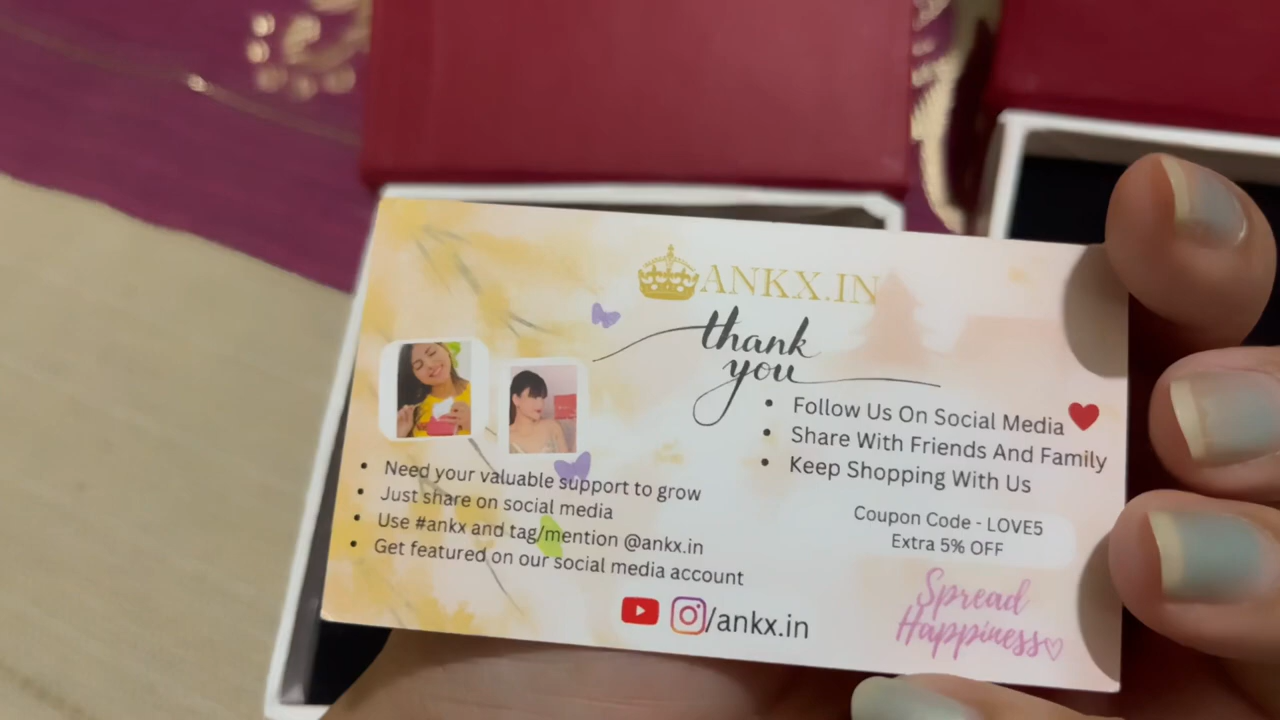 ANKX.IN
thank
you
Follow Us On Social Media
Share With Friends And Family
Keep Shopping With Us
Need your valuable support to grow
Just share on social media
Use #ankx and tag/mention @ankx.in
Get featured on our social media account
Coupon Code - LOVE5
Extra 5% OFF
/ankx.in
Spread
Happiness